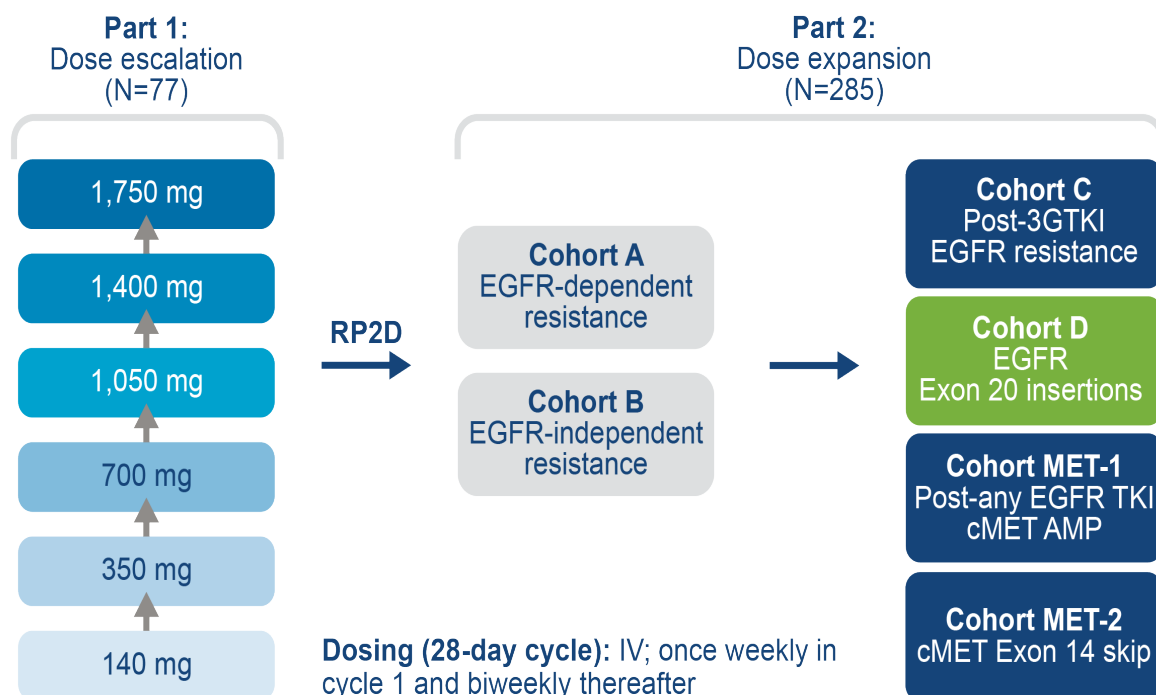 Part 1:
Dose escalation
(N=77)
1,750 mg
1,400 mg
1,050 mg
700 mg
350 mg
140 mg
RP2D
Part 2:
Dose expansion
(N=285)
Cohort A
EGFR-dependent
resistance
Cohort B
EGFR-independent
resistance
Cohort C
Post-3GTKI
EGFR resistance
Cohort D
EGFR
Exon 20 insertions
Cohort MET-1
Post-any EGFR TKI
cMET AMP
Cohort MET-2
cMET Exon 14 skip
Dosing (28-day cycle): IV; once weekly in
cycle 1 and biweekly thereafter